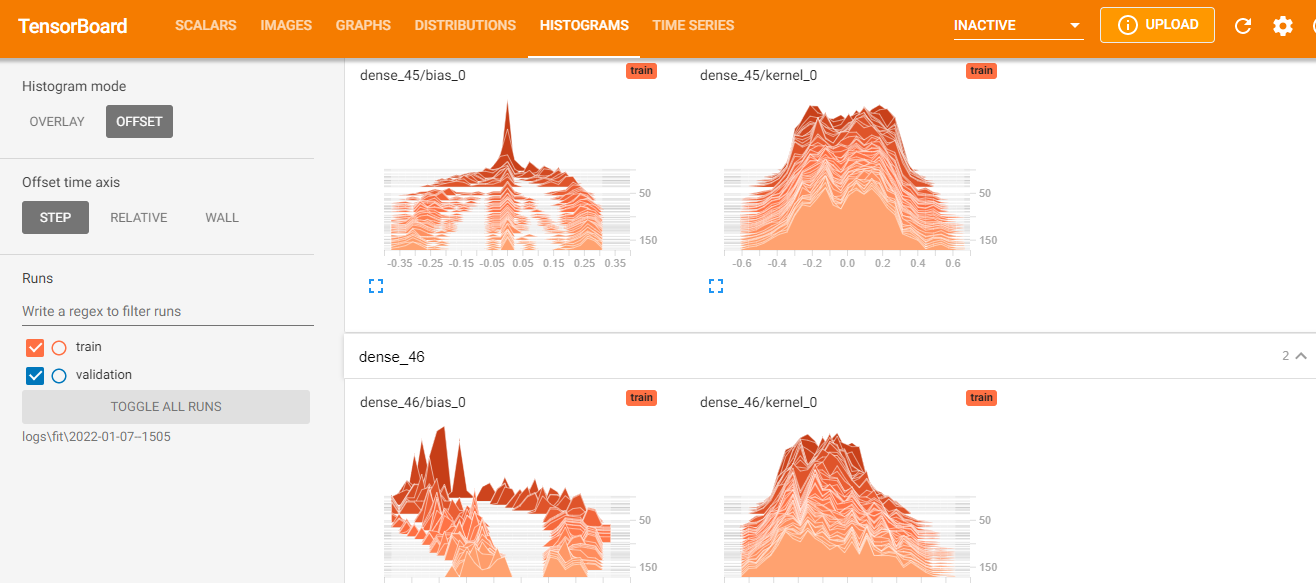 TensorBoard SCALARS IMAGES GRAPHS DISTRIBUTIONS HISTOGRAMS TIME SERIES INACTIVE UPLOAD
Histogram mode
OVERLAY OFFSET
Offset time axis
STEP RELATIVE WALL
Runs
Write a regex to filter runs
train
validation
TOGGLE ALL RUNS
logs\fit\2022-01-07--1505
dense_45/bias_0 train
50
150
-0.35 -0.25 -0.15 -0.05 0.05 0.15 0.25 0.35
dense_45/kernel_0 train
50
150
-0.6 -0.4 -0.2 0.0 0.2 0.4 0.6
dense_46 2
dense_46/bias_0 train
50
150
dense_46/kernel_0 train
50
150